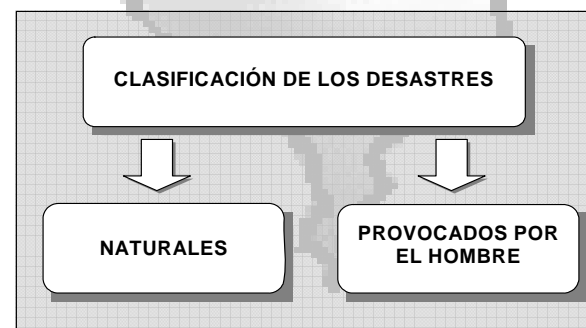 CLASIFICACIÓN DE LOS DESASTRES
NATURALES
PROVOCADOS POR
EL HOMBRE